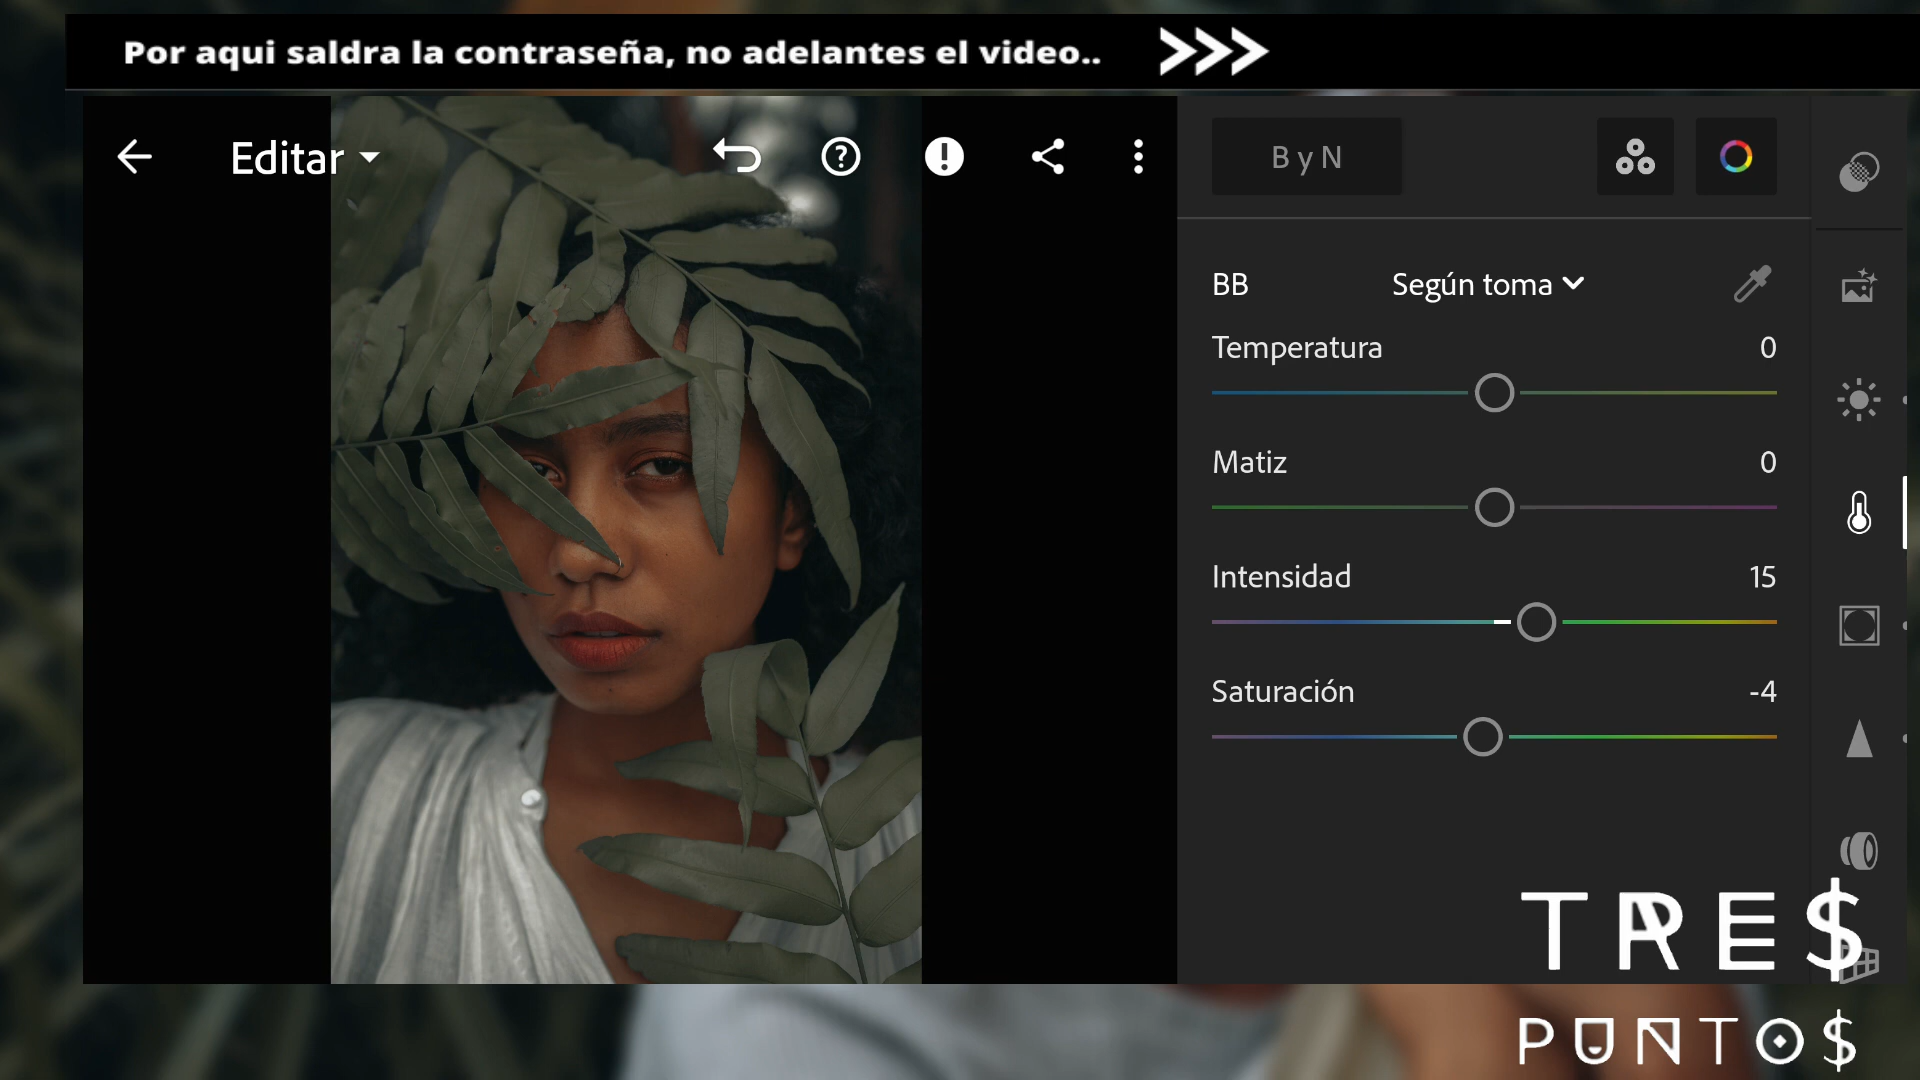 Por aqui saldra la contraseña, no adelantes el video..
Editar
B y N
BB
Según toma
Temperatura 0
Matiz 0
Intensidad 15
Saturación -4
TRE$
PUNTO$